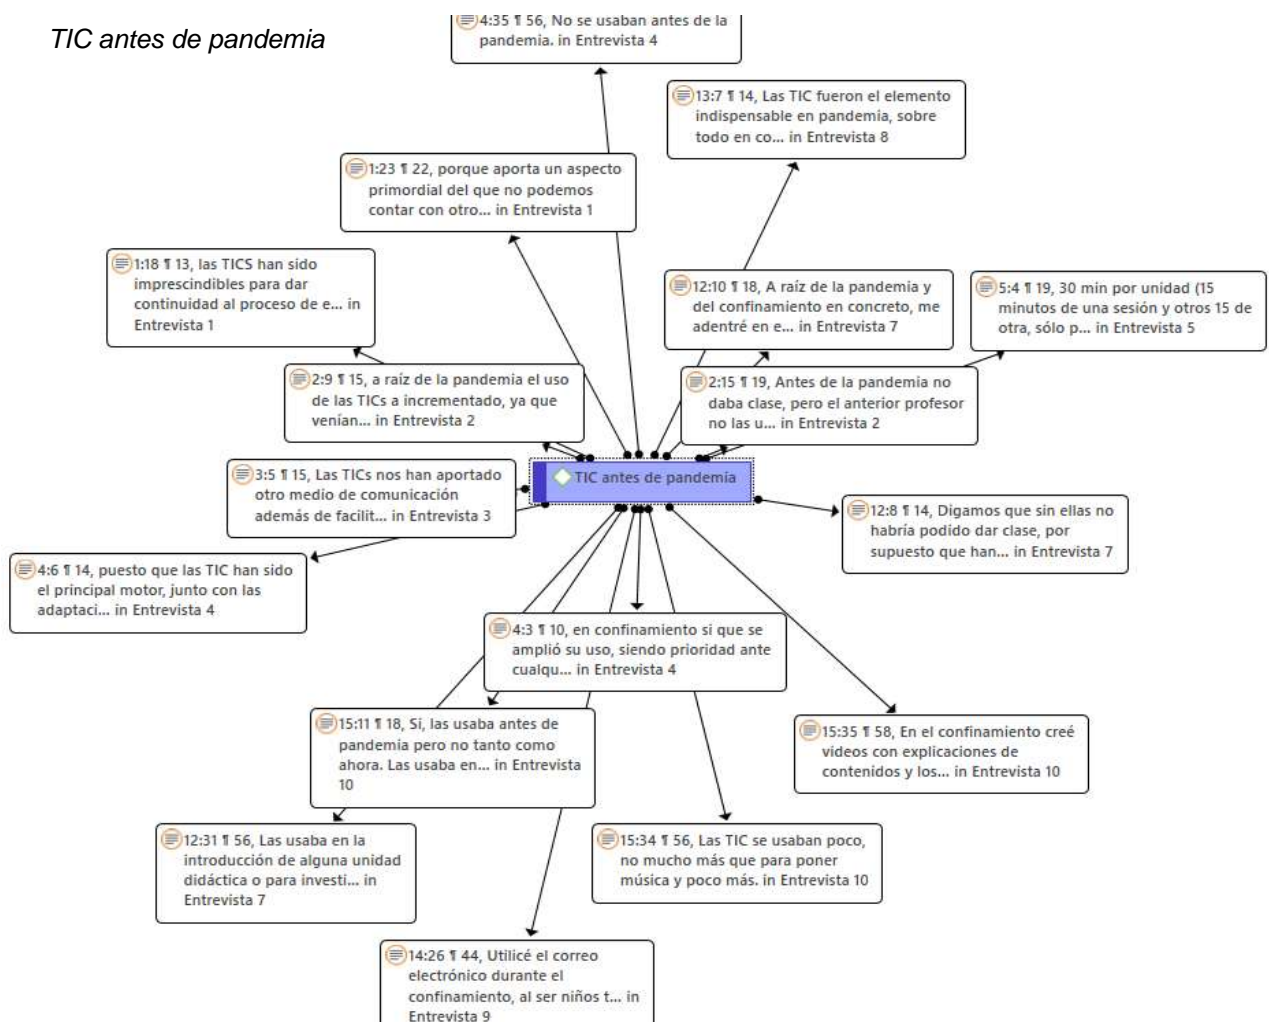 TIC antes de pandemia
4:35 ¶ 56, No se usaban antes de la
pandemia. in Entrevista 4
13:7 ¶ 14, Las TIC fueron el elemento
indispensable en pandemia, sobre
todo en co... in Entrevista 8
1:23 ¶ 22, porque aporta un aspecto
primordial del que no podemos
contar con otro... in Entrevista 1
1:18 ¶ 13, las TICS han sido
imprescindibles para dar
continuidad al proceso de e... in
Entrevista 1
12:10 ¶ 18, A raíz de la pandemia y
del confinamiento en concreto, me
adentré en e... in Entrevista 7
5:4 ¶ 19, 30 min por unidad (15
minutos de una sesión y otros 15 de
otra, sólo p... in Entrevista 5
2:9 ¶ 15, a raíz de la pandemia el uso
de las TICs a incrementado, ya que
venían... in Entrevista 2
2:15 ¶ 19, Antes de la pandemia no
daba clase, pero el anterior profesor
no las u... in Entrevista 2
3:5 ¶ 15, Las TICs nos han aportado
otro medio de comunicación
además de facilit... in Entrevista 3
TIC antes de pandemia
12:8 ¶ 14, Digamos que sin ellas no
habría podido dar clase, por
supuesto que han... in Entrevista 7
4:6 ¶ 14, puesto que las TIC han sido
el principal motor, junto con las
adaptaci... in Entrevista 4
4:3 ¶ 10, en confinamiento si que se
amplió su uso, siendo prioridad ante
cualqu... in Entrevista 4
15:11 ¶ 18, Sí, las usaba antes de
pandemia pero no tanto como
ahora. Las usaba en... in Entrevista
10
15:35 ¶ 58, En el confinamiento creé
videos con explicaciones de
contenidos y los... in Entrevista 10
12:31 ¶ 56, Las usaba en la
introducción de alguna unidad
didáctica o para investi... in
Entrevista 7
15:34 ¶ 56, Las TIC se usaban poco,
no mucho más que para poner
música y poco más. in Entrevista 10
14:26 ¶ 44, Utilicé el correo
electrónico durante el
confinamiento, al ser niños t... in
Entrevista 9